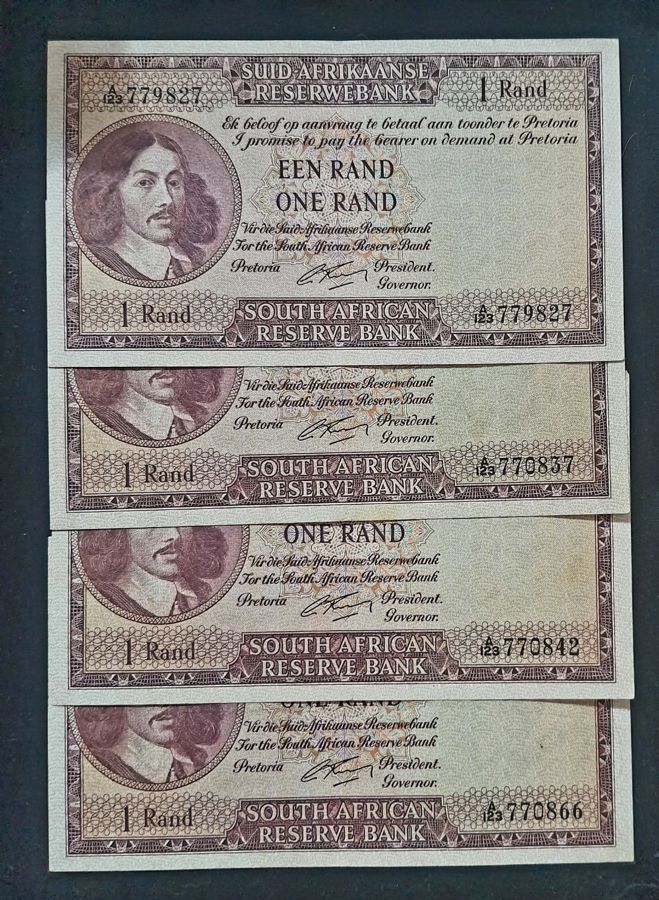 SUID-AFRIKAANSE
RESERWEBANK
A/123 779827
1 Rand
Ek beloof op aanvraag te betaal aan toonder te Pretoria
I promise to pay the bearer on demand at Pretoria
EEN RAND
ONE RAND
Vir die Suid-Afrikaanse Reserwebank
For the South African Reserve Bank
Pretoria
President.
Governor.
1 Rand
SOUTH AFRICAN
RESERVE BANK
A/123 779827
Vir die Suid-Afrikaanse Reserwebank
For the South African Reserve Bank
Pretoria
President.
Governor.
1 Rand
SOUTH AFRICAN
RESERVE BANK
A/123 770837
ONE RAND
Vir die Suid-Afrikaanse Reserwebank
For the South African Reserve Bank
Pretoria
President.
Governor.
1 Rand
SOUTH AFRICAN
RESERVE BANK
A/123 770842
ONE RAND
Vir die Suid-Afrikaanse Reserwebank
For the South African Reserve Bank
Pretoria
President.
Governor.
1 Rand
SOUTH AFRICAN
RESERVE BANK
A/123 770866